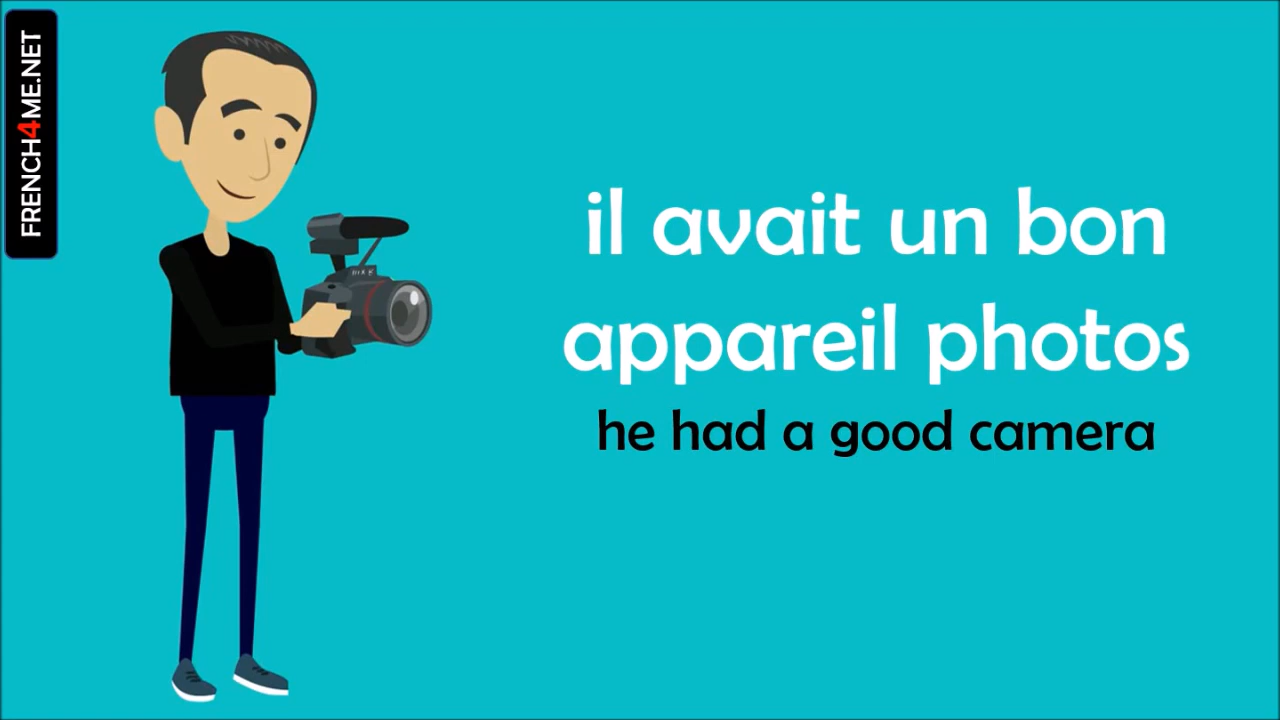 FRENCH4ME.NET
il avait un bon
appareil photos
he had a good camera